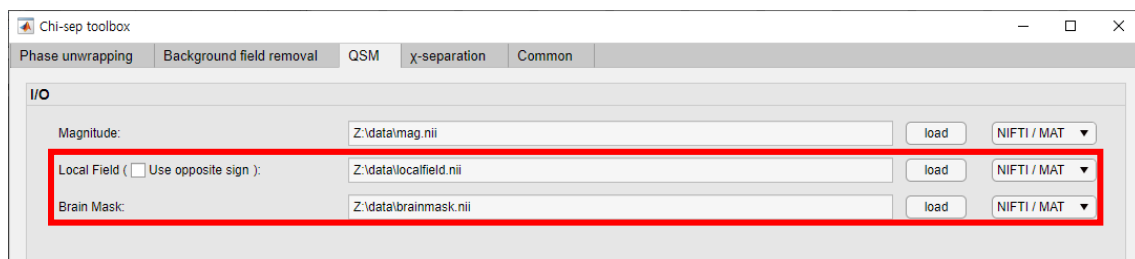 Chi-sep toolbox
Phase unwrapping Background field removal QSM χ-separation Common
I/O
Magnitude: Z:\data\mag.nii load NIFTI / MAT
Local Field ( Use opposite sign ): Z:\data\localfield.nii load NIFTI / MAT
Brain Mask: Z:\data\brainmask.nii load NIFTI / MAT